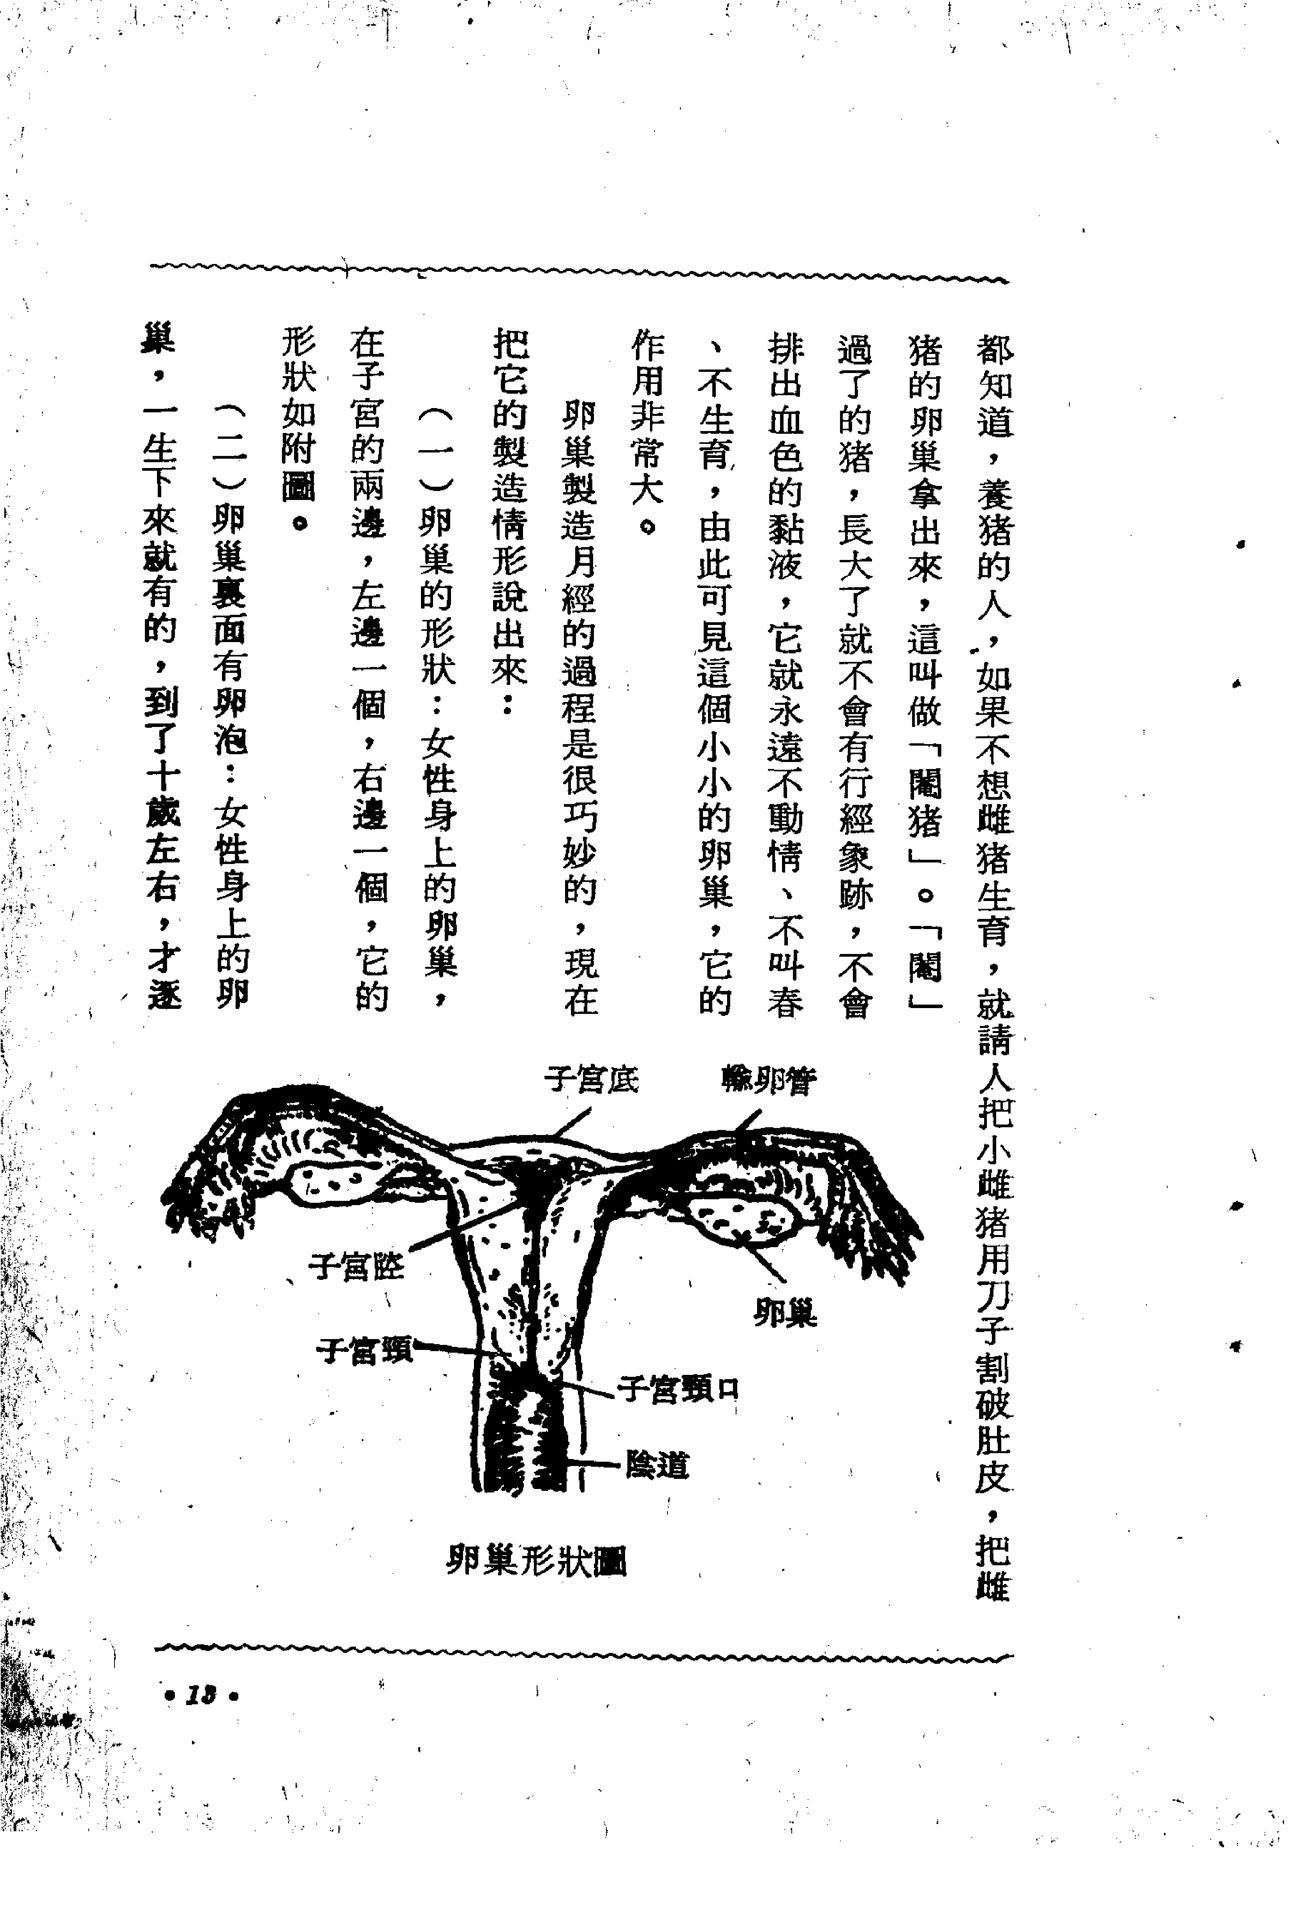 都知道，養猪的人，如果不想雌猪生育，就請人把小雌猪用刀子割破肚皮，把雌
猪的卵巢拿出來，這叫做「閹猪」。「閹」
過了的猪，長大了就不會有行經象跡，不會
排出血色的黏液，它就永遠不動情、不叫春
、不生育，由此可見這個小小的卵巢，它的
作用非常大。
卵巢製造月經的過程是很巧妙的，現在
把它的製造情形說出來：
（一）卵巢的形狀：女性身上的卵巢，
在子宮的兩邊，左邊一個，右邊一個，它的
形狀如附圖。
（二）卵巢裏面有卵泡：女性身上的卵
巢，一生下來就有的，到了十歲左右，才逐
子宮底
輸卵管
子宮腔
卵巢
子宮頸
子宮頸口
陰道
卵巢形狀圖
•13•